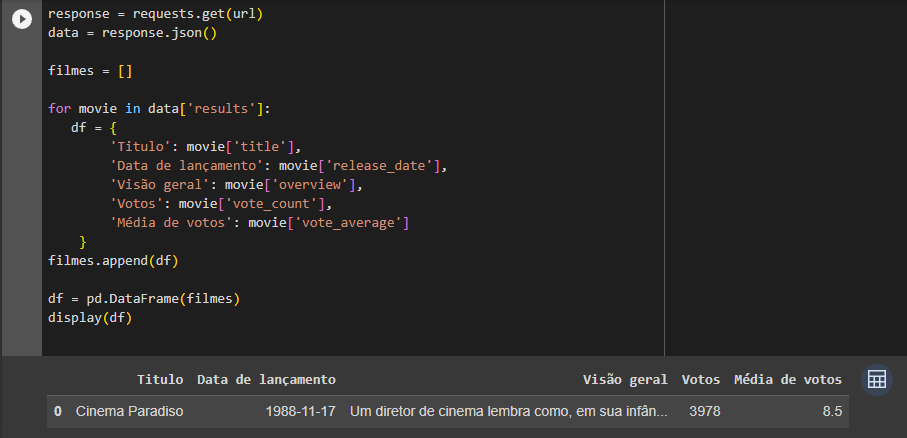 response = requests.get(url)
data = response.json()
filmes = []
for movie in data['results']:
df = {
'Titulo': movie['title'],
'Data de lançamento': movie['release_date'],
'Visão geral': movie['overview'],
'Votos': movie['vote_count'],
'Média de votos': movie['vote_average']
}
filmes.append(df)
df = pd.DataFrame(filmes)
display(df)
Titulo Data de lançamento Visão geral Votos Média de votos
0 Cinema Paradiso 1988-11-17 Um diretor de cinema lembra como, em sua infân... 3978 8.5